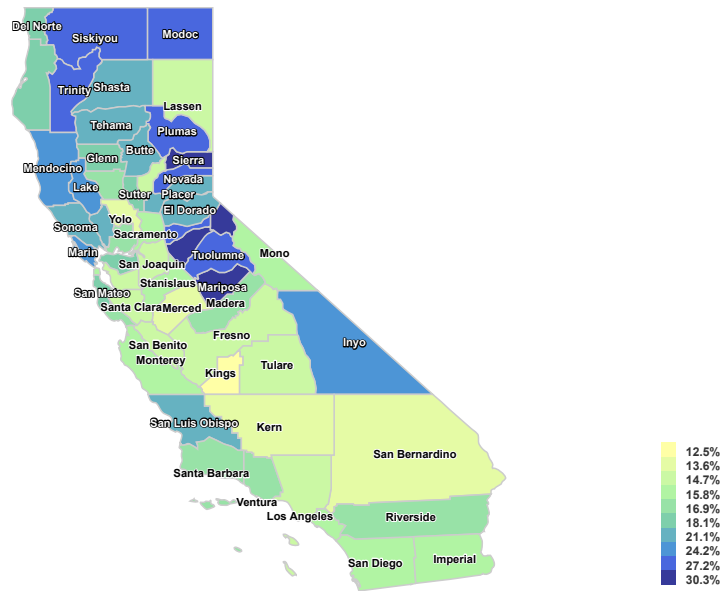 Del Norte
Siskiyou
Modoc
Trinity
Shasta
Lassen
Tehama
Plumas
Glenn
Butte
Sierra
Mendocino
Nevada
Lake
Sutter
Placer
El Dorado
Yolo
Sonoma
Sacramento
Marin
Tuolumne
Mono
San Joaquin
Stanislaus
Mariposa
San Mateo
Madera
Santa Clara
Merced
Fresno
San Benito
Inyo
Monterey
Tulare
Kings
San Luis Obispo
Kern
San Bernardino
Santa Barbara
Ventura
Los Angeles
Riverside
San Diego
Imperial
12.5%
13.6%
14.7%
15.8%
16.9%
18.1%
21.1%
24.2%
27.2%
30.3%